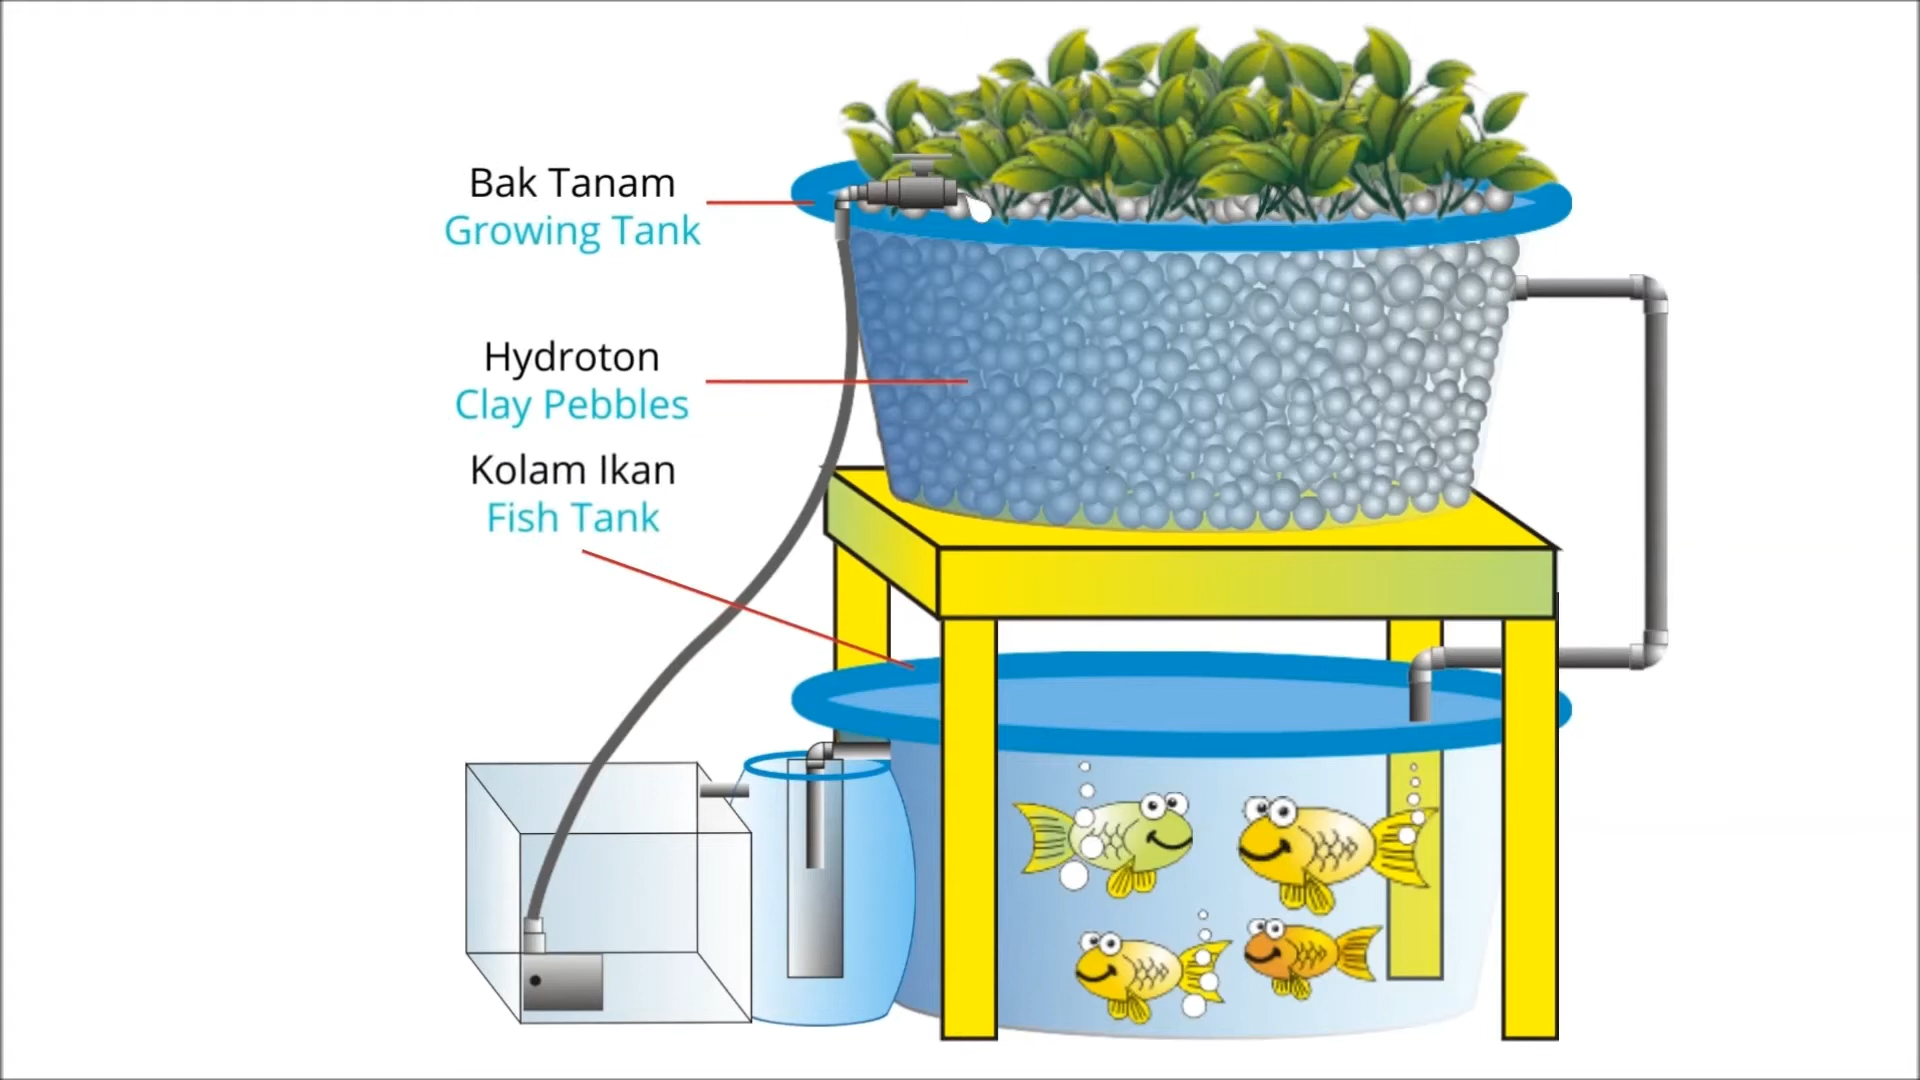 Bak Tanam
Growing Tank
Hydroton
Clay Pebbles
Kolam Ikan
Fish Tank